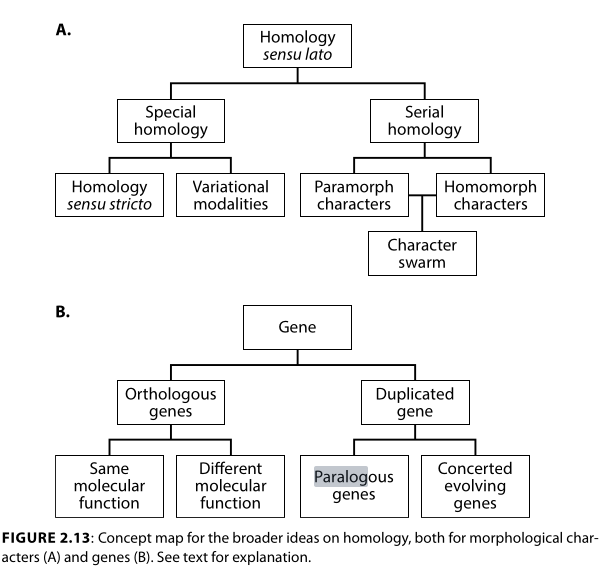 A.
Homology
sensu lato
Special
homology
Serial
homology
Homology
sensu stricto
Variational
modalities
Paramorph
characters
Homomorph
characters
Character
swarm
B.
Gene
Orthologous
genes
Duplicated
gene
Same
molecular
function
Different
molecular
function
Paralogous
genes
Concerted
evolving
genes
FIGURE 2.13: Concept map for the broader ideas on homology, both for morphological char-
acters (A) and genes (B). See text for explanation.